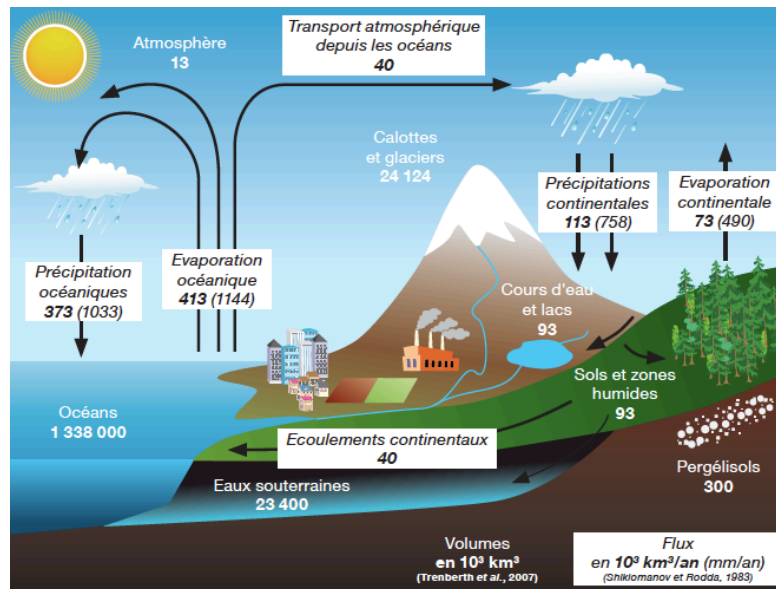 Atmosphère
13
Transport atmosphérique
depuis les océans
40
Calottes
et glaciers
24 124
Précipitations
continentales
113 (758)
Evaporation
continentale
73 (490)
Précipitation
océaniques
373 (1033)
Evaporation
océanique
413 (1144)
Cours d'eau
et lacs
93
Sols et zones
humides
93
Océans
1 338 000
Ecoulements continentaux
40
Eaux souterraines
23 400
Pergélisols
300
Volumes
en 10³ km³
(Trenberth et al., 2007)
Flux
en 10³ km³/an (mm/an)
(Shiklomanov et Rodda, 1983)